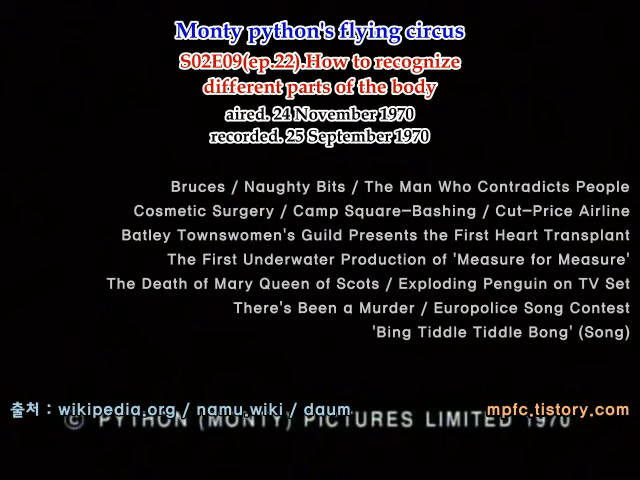 Monty python's flying circus
S02E09(ep.22).How to recognize
different parts of the body
aired. 24 November 1970
recorded. 25 September 1970
Bruces / Naughty Bits / The Man Who Contradicts People
Cosmetic Surgery / Camp Square-Bashing / Cut-Price Airline
Batley Townswomen's Guild Presents the First Heart Transplant
The First Underwater Production of 'Measure for Measure'
The Death of Mary Queen of Scots / Exploding Penguin on TV Set
There's Been a Murder / Europolice Song Contest
'Bing Tiddle Tiddle Bong' (Song)
출처 : wikipedia.org / namu.wiki / daum mpfc.tistory.com
© PYTHON (MONTY) PICTURES LIMITED 1970